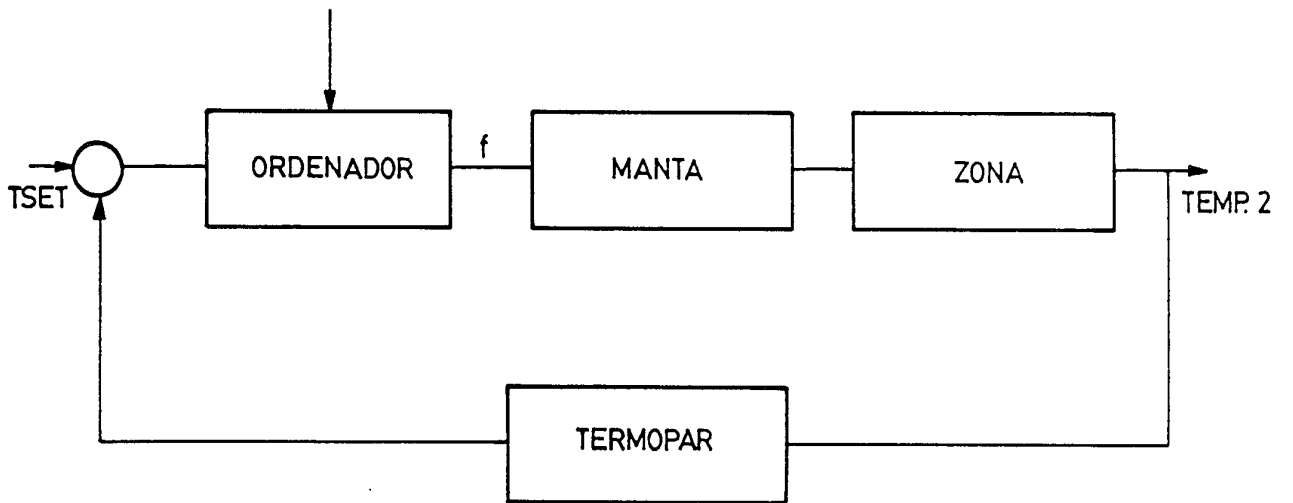 ORDENADOR
f
MANTA
ZONA
TSET
TEMP. 2
TERMOPAR